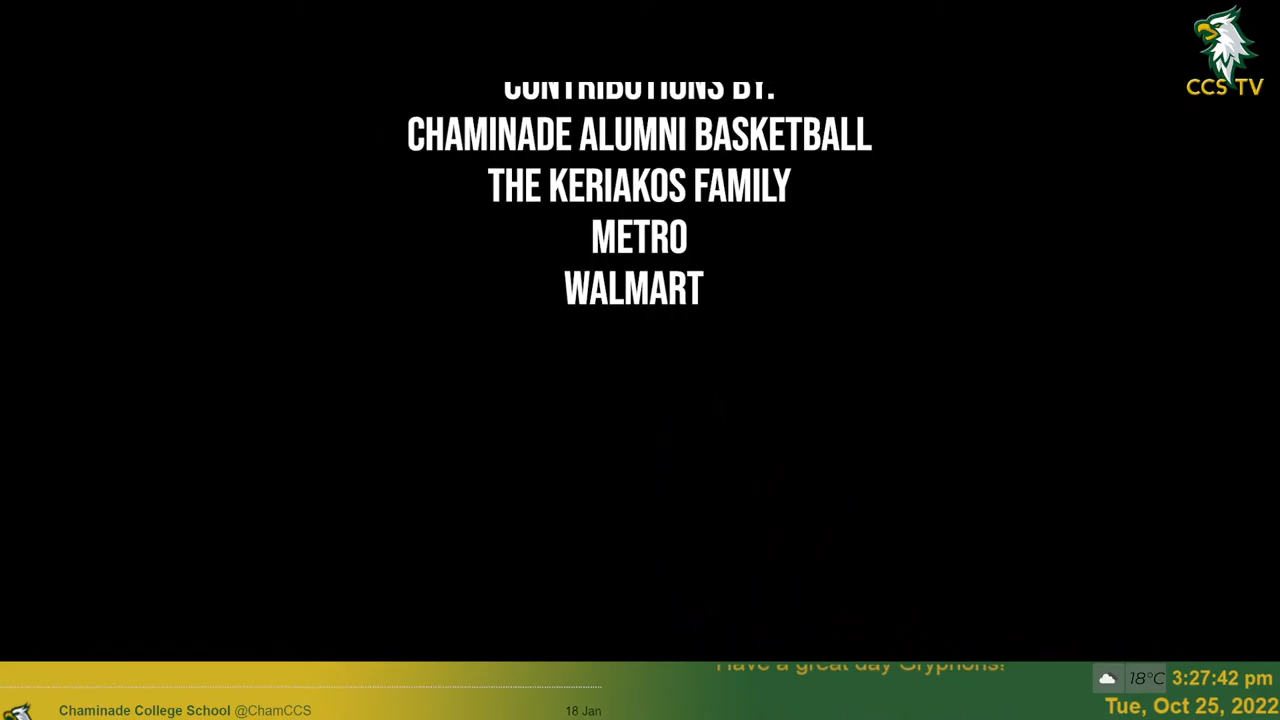 CCS TV
CONTRIBUTIONS BY:
CHAMINADE ALUMNI BASKETBALL
THE KERIAKOS FAMILY
METRO
WALMART
Have a great day Gryphons!
18°C
3:27:42 pm
Chaminade College School @ChamCCS 18 Jan
Tue, Oct 25, 2022